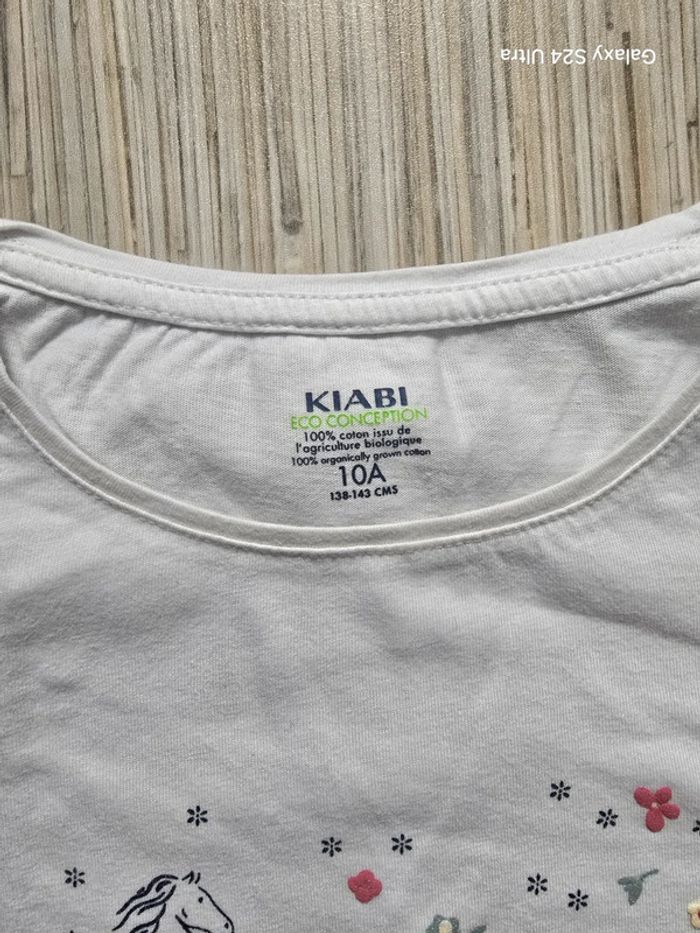 Galaxy S24 Ultra
KIABI
ECO CONCEPTION
100% coton issu de
l'agriculture biologique
100% organically grown cotton
10A
138-143 CMS